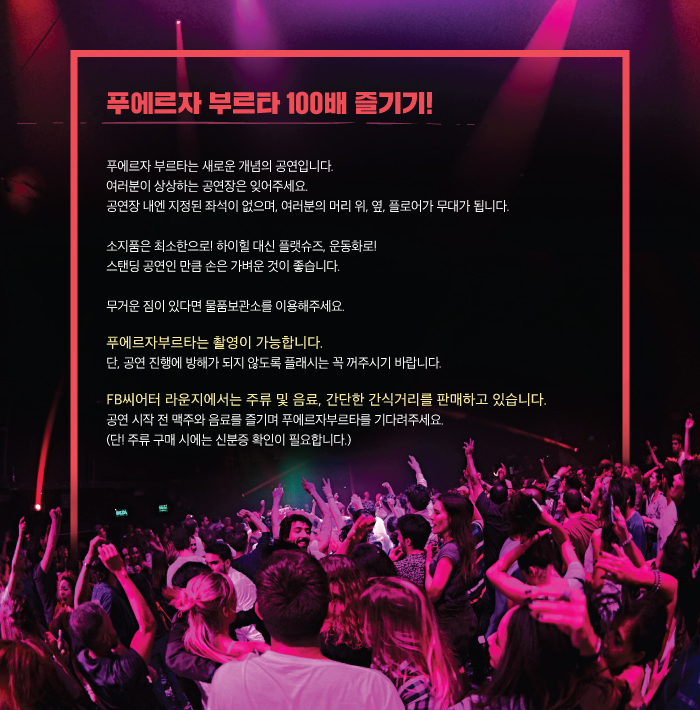 푸에르자 부르타 100배 즐기기!
푸에르자 부르타는 새로운 개념의 공연입니다.
여러분이 상상하는 공연장은 잊어주세요.
공연장 내엔 지정된 좌석이 없으며, 여러분의 머리 위, 옆, 플로어가 무대가 됩니다.
소지품은 최소한으로! 하이힐 대신 플랫슈즈, 운동화로!
스탠딩 공연인 만큼 손은 가벼운 것이 좋습니다.
무거운 짐이 있다면 물품보관소를 이용해주세요.
푸에르자부르타는 촬영이 가능합니다.
단, 공연 진행에 방해가 되지 않도록 플래시는 꼭 꺼주시기 바랍니다.
FB씨어터 라운지에서는 주류 및 음료, 간단한 간식거리를 판매하고 있습니다.
공연 시작 전 맥주와 음료를 즐기며 푸에르자부르타를 기다려주세요.
(단! 주류 구매 시에는 신분증 확인이 필요합니다.)